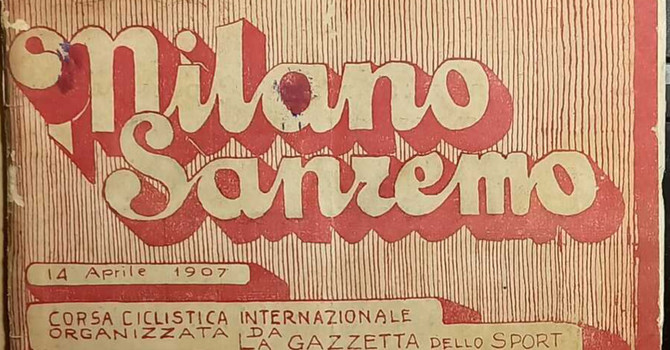 Milano
Sanremo
14 Aprile 1907
CORSA CICLISTICA INTERNAZIONALE
ORGANIZZATA DA
LA GAZZETTA DELLO SPORT